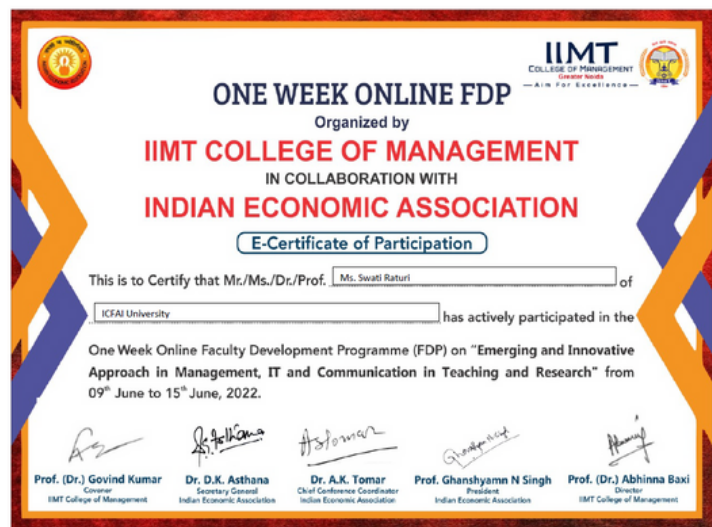 IIMT
COLLEGE OF MANAGEMENT
Greater Noida
— Aim For Excellence —
ONE WEEK ONLINE FDP
Organized by
IIMT COLLEGE OF MANAGEMENT
IN COLLABORATION WITH
INDIAN ECONOMIC ASSOCIATION
E-Certificate of Participation
This is to Certify that Mr./Ms./Dr./Prof. Ms. Swati Raturi of
ICFAI University has actively participated in the
One Week Online Faculty Development Programme (FDP) on "Emerging and Innovative
Approach in Management, IT and Communication in Teaching and Research" from
09th June to 15th June, 2022.
Prof. (Dr.) Govind Kumar Dr. D.K. Asthana Dr. A.K. Tomar Prof. Ghanshyamn N Singh Prof. (Dr.) Abhinna Baxi
Covener Secretary General Chief Conference Coordinator President Director
IIMT College of Management Indian Economic Association Indian Economic Association Indian Economic Association IIMT College of Management